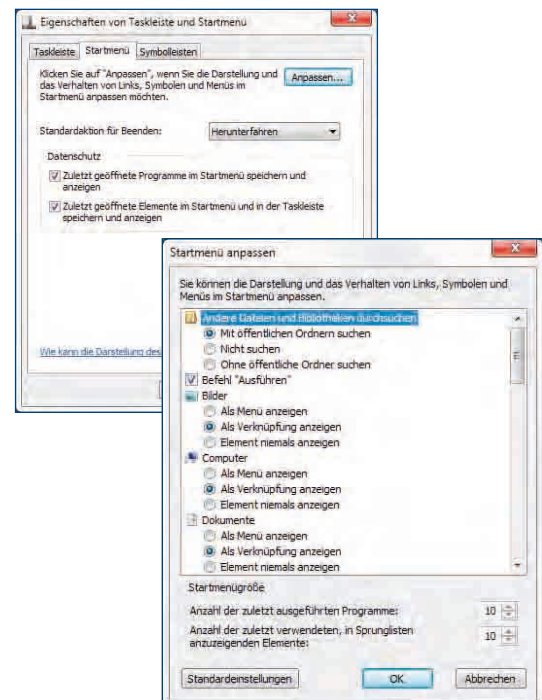 Eigenschaften von Taskleiste und Startmenü
Taskleiste Startmenü Symbolleisten
Klicken Sie auf "Anpassen", wenn Sie die Darstellung und
das Verhalten von Links, Symbolen und Menüs im
Startmenü anpassen möchten.
Anpassen...
Standardaktion für Beenden: Herunterfahren
Datenschutz
Zuletzt geöffnete Programme im Startmenü speichern und
anzeigen
Zuletzt geöffnete Elemente im Startmenü und in der Taskleiste
speichern und anzeigen
Wie kann die Darstellung des
Startmenü anpassen
Sie können die Darstellung und das Verhalten von Links, Symbolen und
Menüs im Startmenü anpassen.
Andere Dateien und Bibliotheken durchsuchen
Mit öffentlichen Ordnern suchen
Nicht suchen
Ohne öffentliche Ordner suchen
Befehl "Ausführen"
Bilder
Als Menü anzeigen
Als Verknüpfung anzeigen
Element niemals anzeigen
Computer
Als Menü anzeigen
Als Verknüpfung anzeigen
Element niemals anzeigen
Dokumente
Als Menü anzeigen
Als Verknüpfung anzeigen
Element niemals anzeigen
Startmenügröße
Anzahl der zuletzt ausgeführten Programme: 10
Anzahl der zuletzt verwendeten, in Sprunglisten
anzuzeigenden Elemente: 10
Standardeinstellungen OK Abbrechen